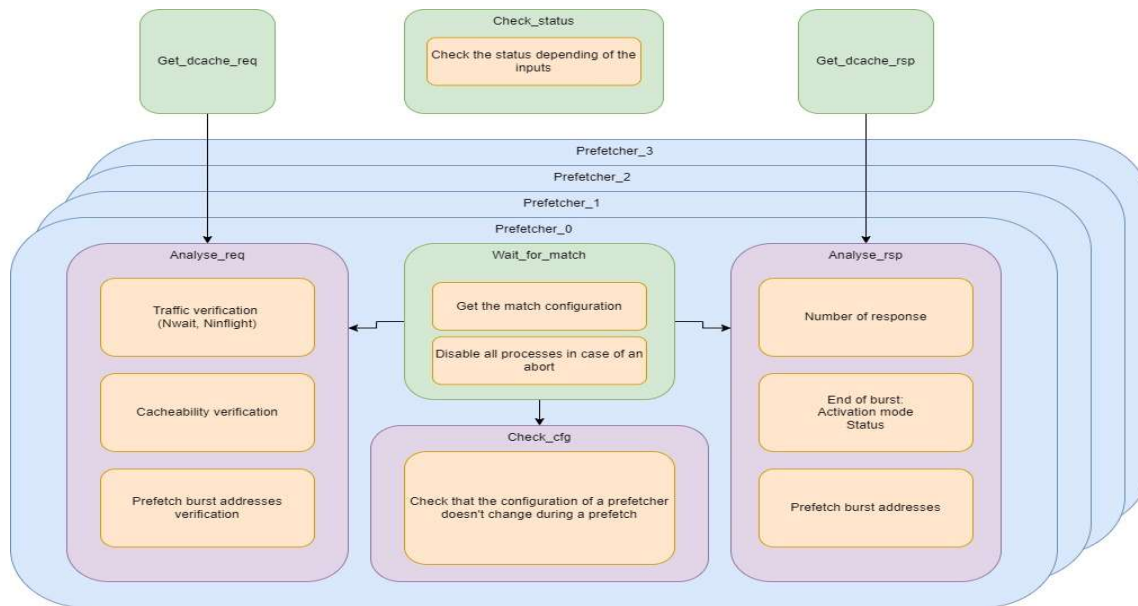 Check_status
Get_dcache_req
Check the status depending of the
inputs
Get_dcache_rsp
Prefetcher_3
Prefetcher_2
Prefetcher_1
Prefetcher_0
Analyse_req
Traffic verification
(Nwait, Ninflight)
Cacheability verification
Prefetch burst addresses
verification
Wait_for_match
Get the match configuration
Disable all processes in case of an
abort
Check_cfg
Check that the configuration of a prefetcher
doesn't change during a prefetch
Analyse_rsp
Number of response
End of burst:
Activation mode
Status
Prefetch burst addresses